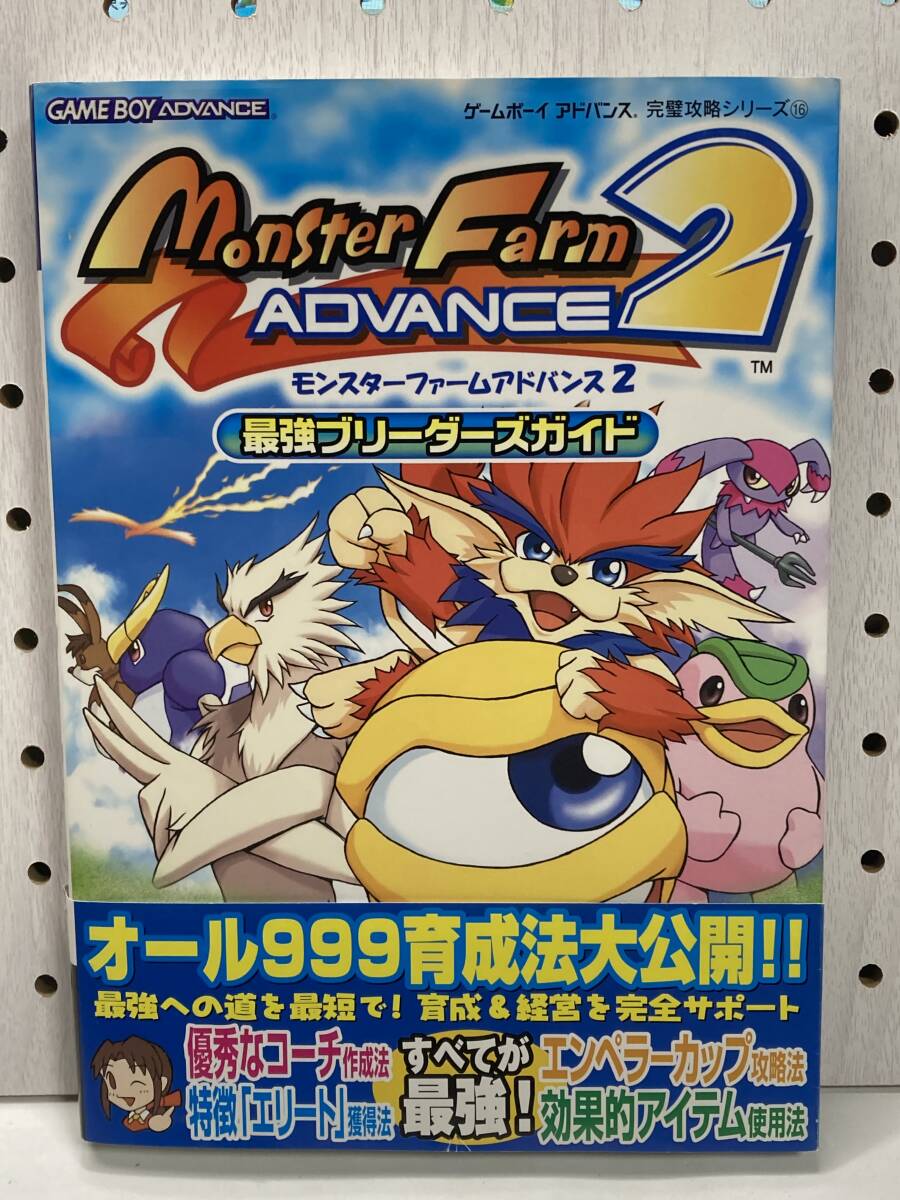 GAME BOY ADVANCE
ゲームボーイ アドバンス® 完璧攻略シリーズ⑯
Monster Farm
ADVANCE 2
TM
モンスターファームアドバンス2
最強ブリーダーズガイド
オール999育成法大公開!!
最強への道を最短で! 育成&経営を完全サポート
優秀なコーチ作成法
特徴「エリート」獲得法
すべてが
最強!
エンペラーカップ攻略法
効果的アイテム使用法